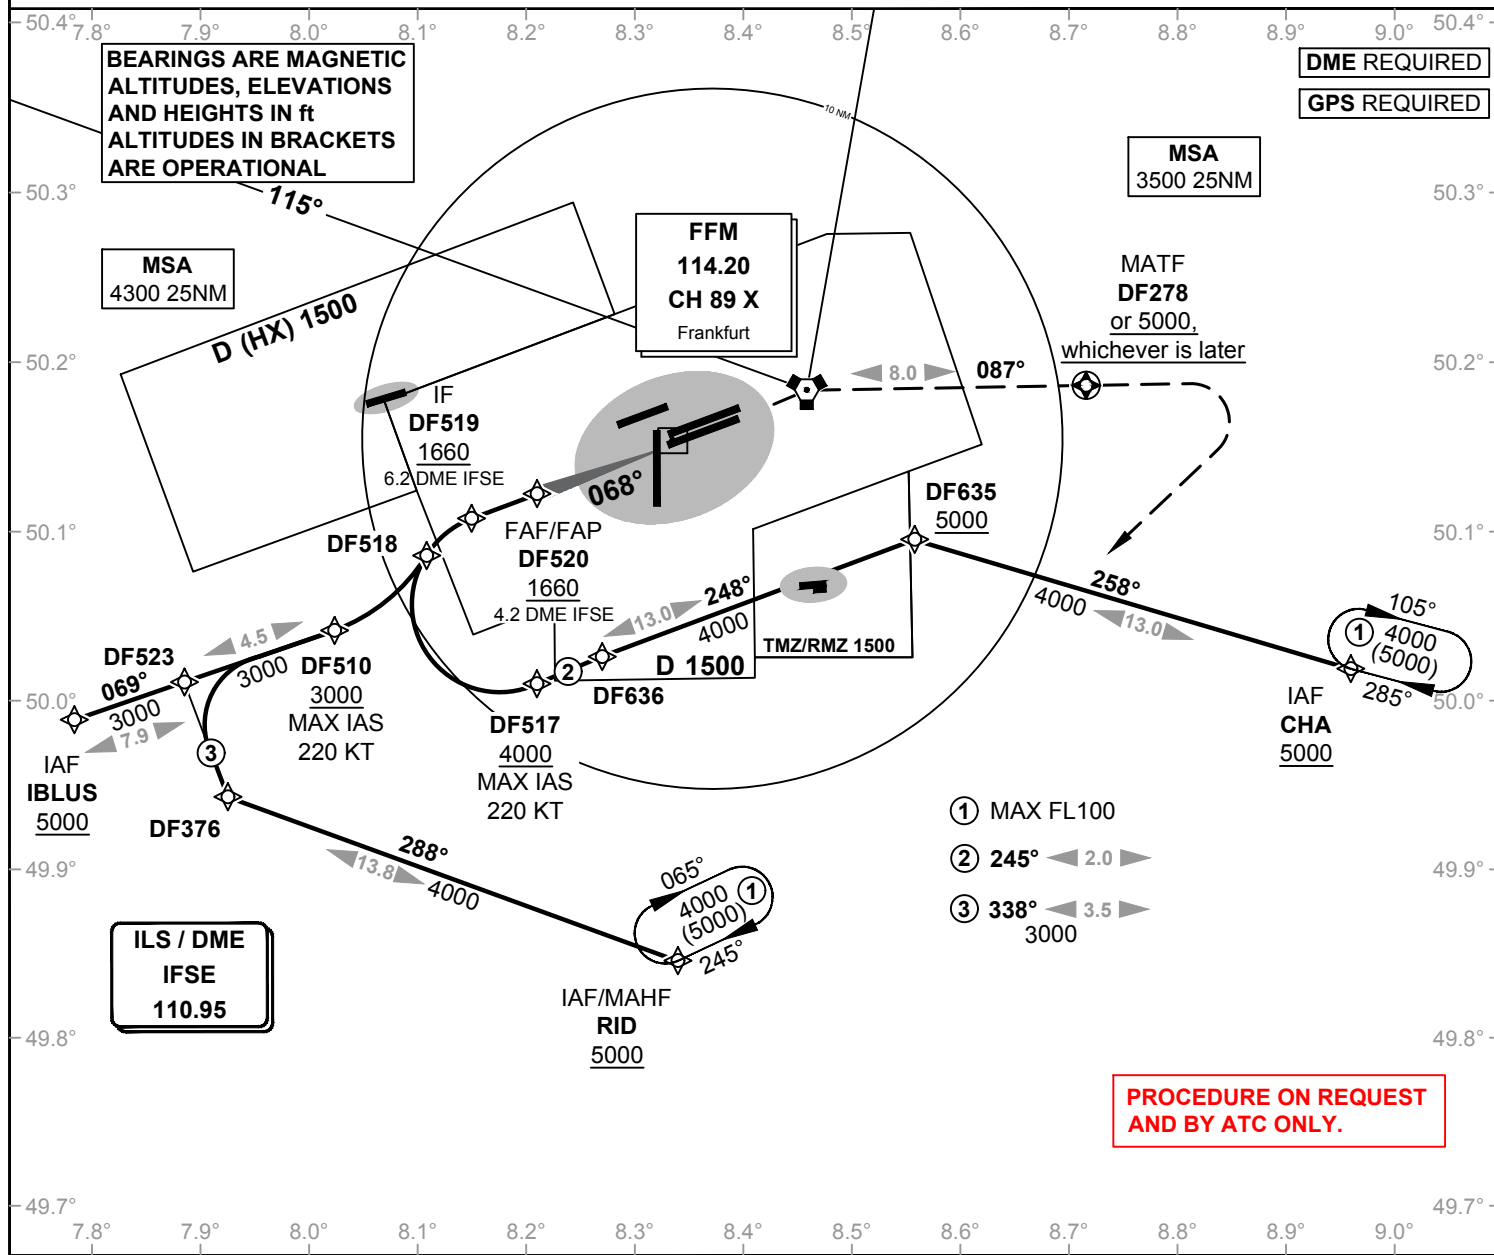 50.4°
7.8°
7.9°
8.0°
8.1°
8.2°
8.3°
8.4°
8.5°
8.6°
8.7°
8.8°
8.9°
9.0°
50.4°
BEARINGS ARE MAGNETIC
ALTITUDES, ELEVATIONS
AND HEIGHTS IN ft
ALTITUDES IN BRACKETS
ARE OPERATIONAL
DME REQUIRED
GPS REQUIRED
10 NM
MSA
3500 25NM
50.3°
50.3°
115°
MSA
4300 25NM
FFM
114.20
CH 89 X
Frankfurt
MATF
DF278
or 5000,
whichever is later
D (HX) 1500
50.2°
50.2°
8.0
087°
IF
DF519
1660
6.2 DME IFSE
068°
DF635
5000
50.1°
50.1°
DF518
FAF/FAP
DF520
1660
4.2 DME IFSE
248°
13.0
4000
258°
4000
13.0
105°
1
4000
(5000)
285°
4.5
DF523
069°
3000
7.9
3000
DF510
3000
MAX IAS
220 KT
TMZ/RMZ 1500
D 1500
2
DF636
DF517
4000
MAX IAS
220 KT
50.0°
50.0°
IAF
CHA
5000
3
IAF
IBLUS
5000
DF376
288°
13.8
4000
1 MAX FL100
2 245° 2.0
3 338° 3.5
3000
49.9°
49.9°
065°
4000
1
(5000)
245°
ILS / DME
IFSE
110.95
IAF/MAHF
RID
5000
49.8°
49.8°
PROCEDURE ON REQUEST
AND BY ATC ONLY.
49.7°
49.7°
7.8°
7.9°
8.0°
8.1°
8.2°
8.3°
8.4°
8.5°
8.6°
8.7°
8.8°
8.9°
9.0°